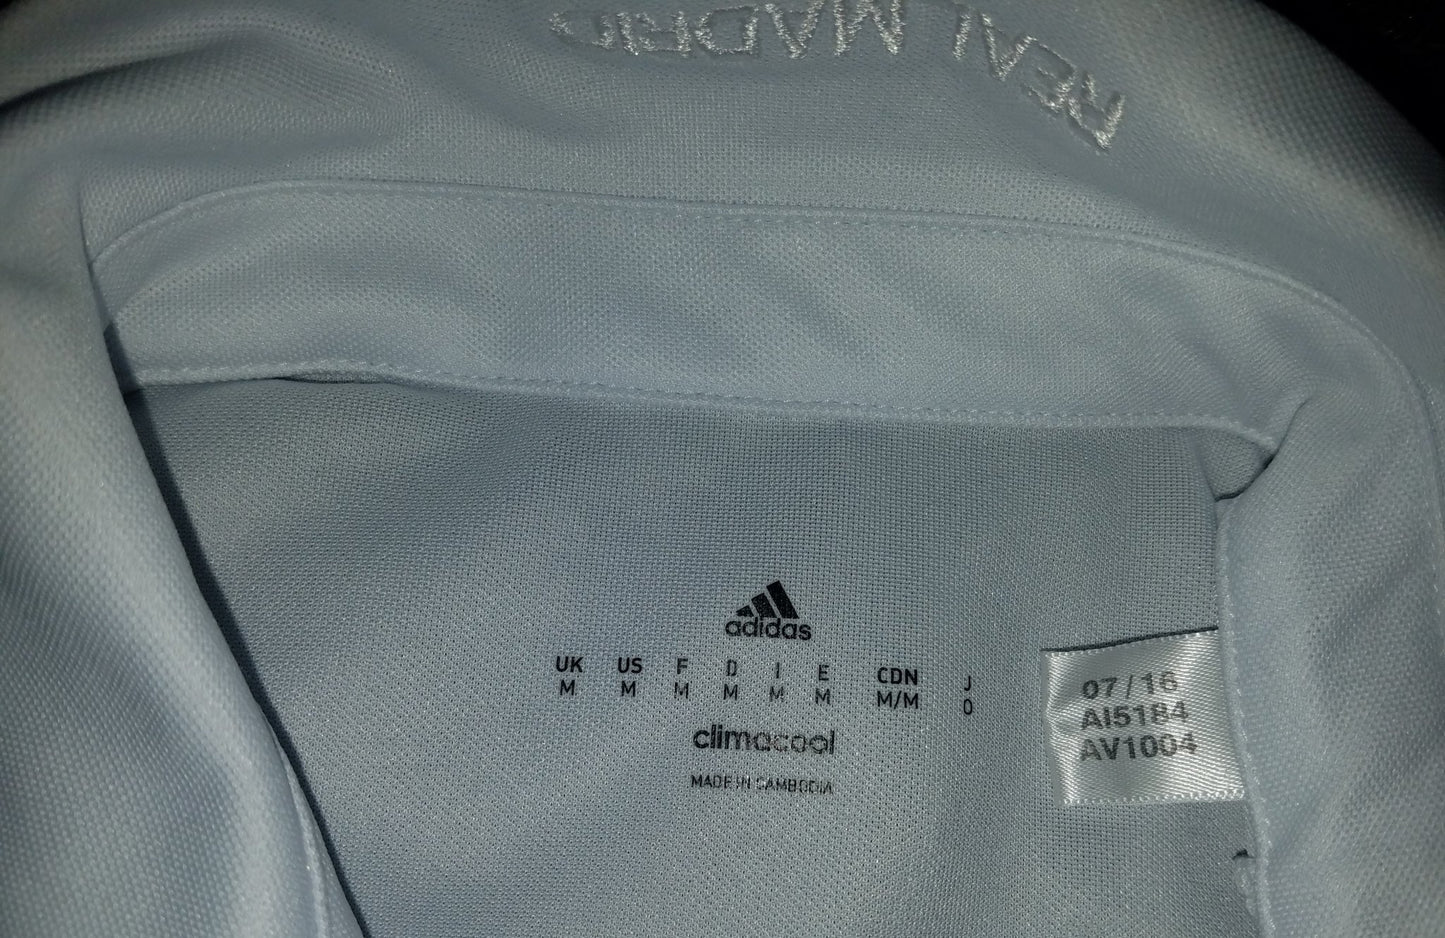 REAL MADRID
adidas
UK US F D I E CDN J
M M M M M M M/M O
climacool
MADE IN CAMBODIA
07/16
AI5184
AV1004